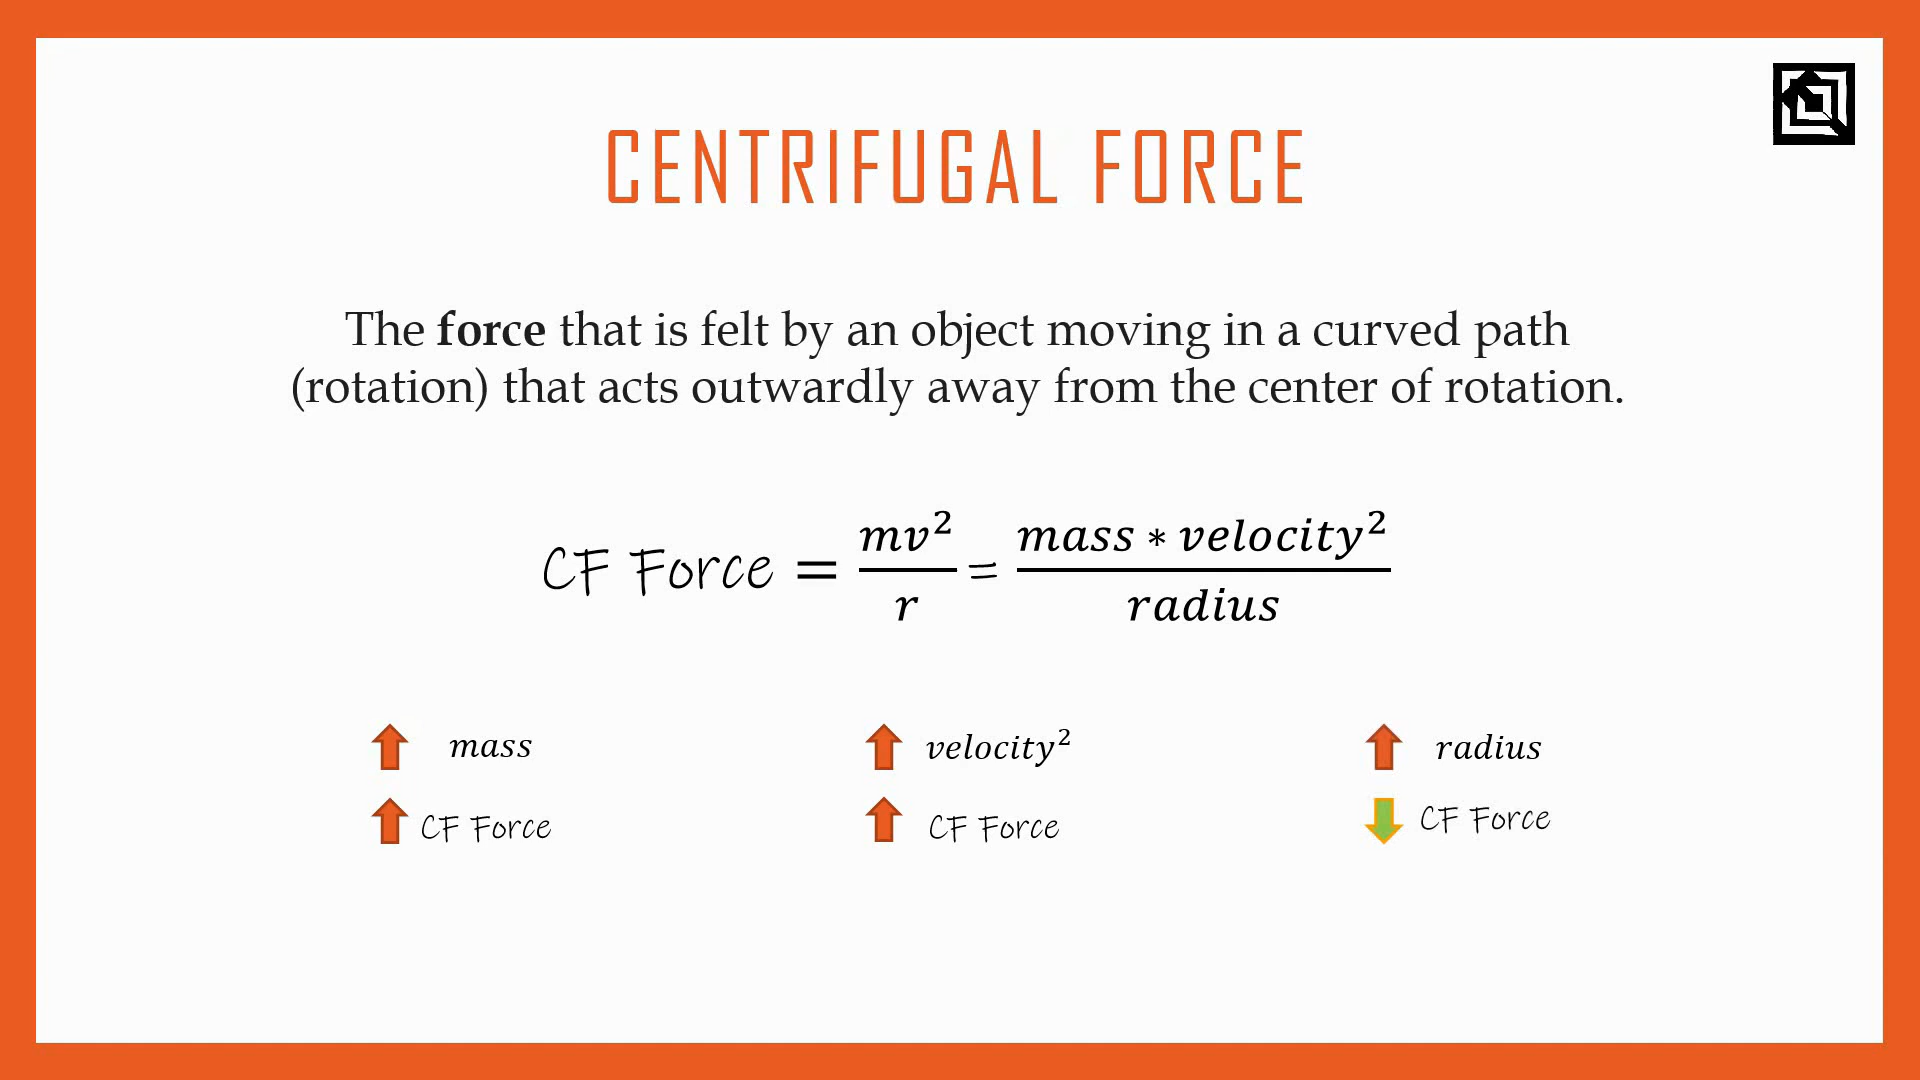 CENTRIFUGAL FORCE
The force that is felt by an object moving in a curved path
(rotation) that acts outwardly away from the center of rotation.
CF Force = mv²/r = mass * velocity²/radius
mass velocity² radius
CF Force CF Force CF Force